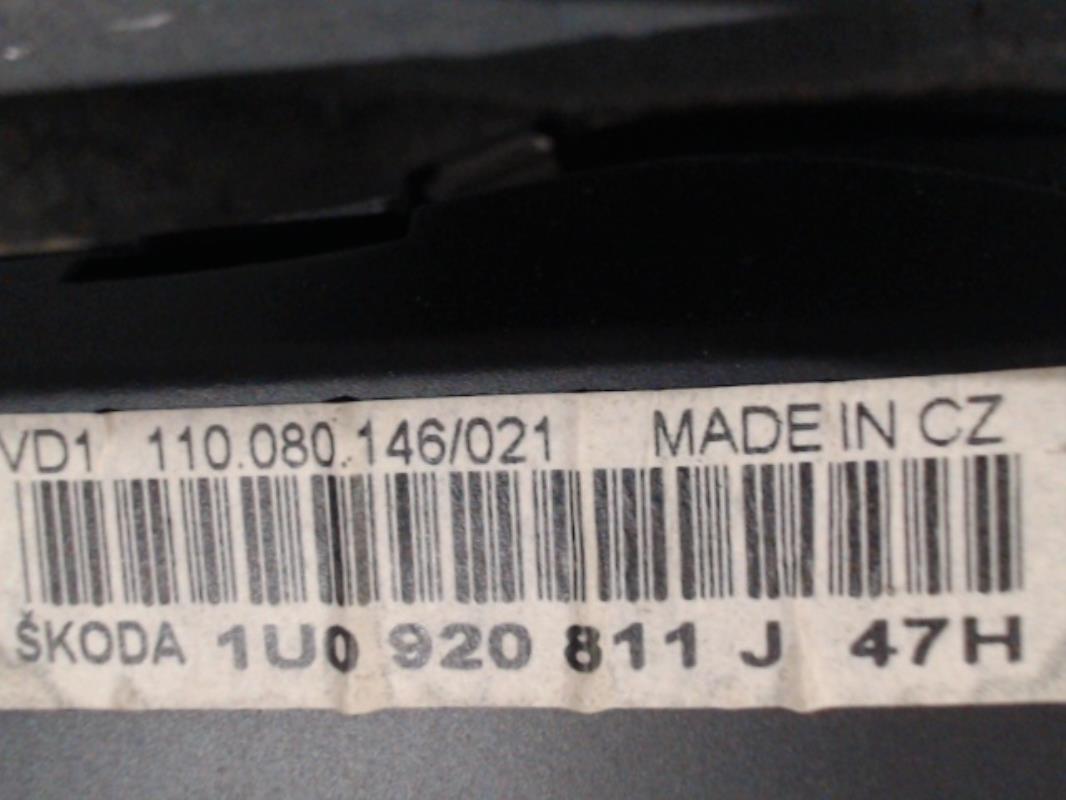 VD1 110.080.146/021 MADE IN CZ
ŠKODA 1U0 920 811 J 47H